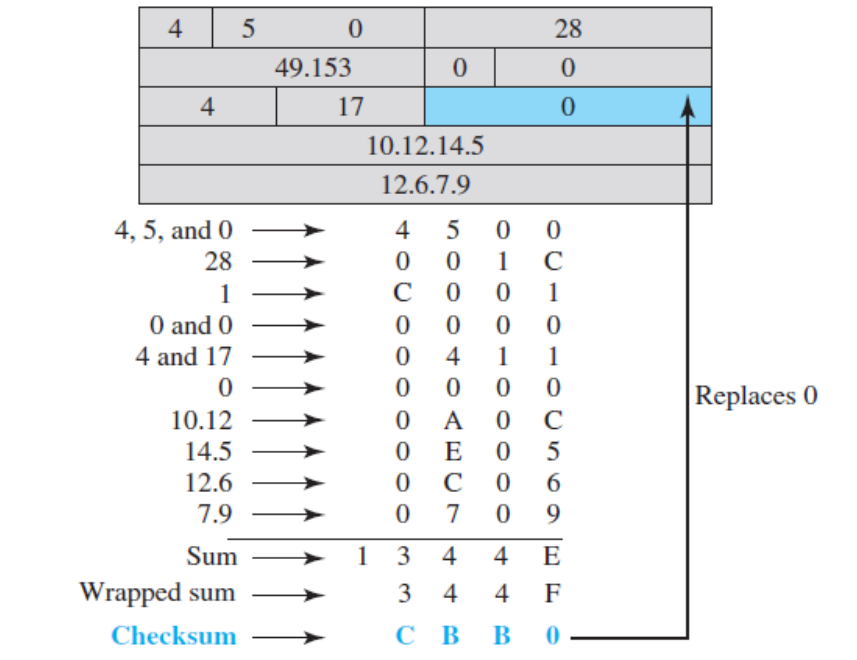 4 5 0 28
49.153 0 0
4 17 0
10.12.14.5
12.6.7.9
4, 5, and 0 4 5 0 0
28 0 0 1 C
1 C 0 0 1
0 and 0 0 0 0 0
4 and 17 0 4 1 1
0 0 0 0 0
Replaces 0
10.12 0 A 0 C
14.5 0 E 0 5
12.6 0 C 0 6
7.9 0 7 0 9
Sum 1 3 4 4 E
Wrapped sum 3 4 4 F
Checksum C B B 0